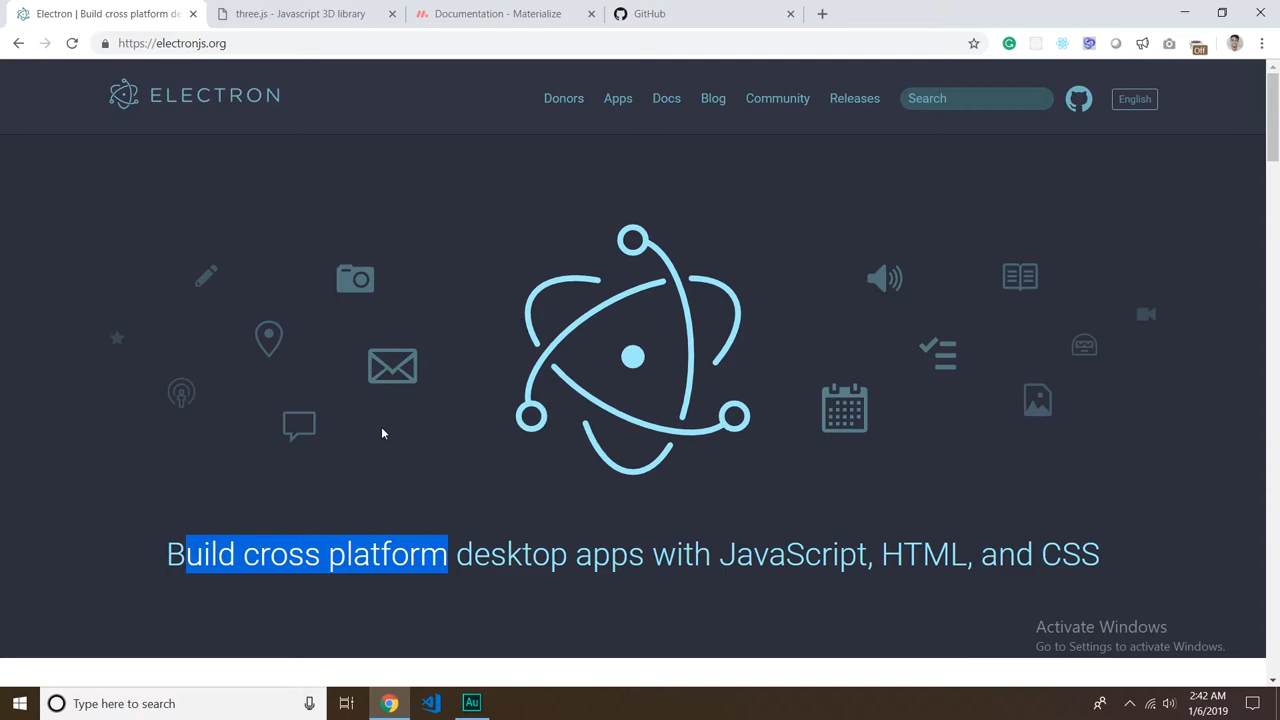 Electron | Build cross platform de
three.js - Javascript 3D library
Documentation - Materialize
GitHub
https://electronjs.org
Off
ELECTRON
Donors
Apps
Docs
Blog
Community
Releases
Search
English
Build cross platform desktop apps with JavaScript, HTML, and CSS
Activate Windows
Go to Settings to activate Windows.
Type here to search
Au
2:42 AM
1/6/2019